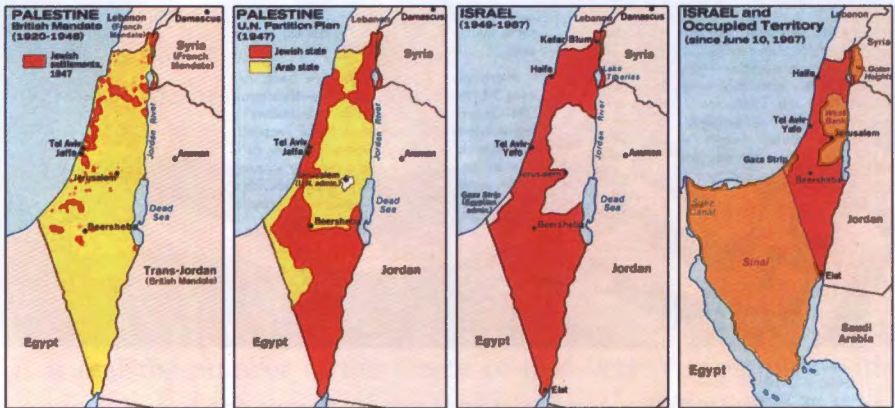 PALESTINE
British Mandate
(1920-1948)
Jewish
settlements,
1947
Lebanon
(French
Mandate)
Damascus
Syria
(French
Mandate)
Tel Aviv
Jaffa
Jordan River
Amman
Jerusalem
Beersheba
Dead
Sea
Trans-Jordan
(British Mandate)
Egypt
PALESTINE
U.N. Partition Plan
(1947)
Jewish state
Arab state
Lebanon
Damascus
Syria
Haifa
Tel Aviv
Jaffa
Jordan River
Amman
Jerusalem
(U.N. admin.)
Beersheba
Dead
Sea
Jordan
Egypt
ISRAEL
(1949-1967)
Lebanon
Damascus
Kefar Blum
Syria
Haifa
Lake
Tiberias
Tel Aviv-
Yafo
Jordan River
Amman
Jerusalem
Gaza Strip
(Egyptian
admin.)
Beersheba
Dead
Sea
Jordan
Egypt
Elat
ISRAEL and
Occupied Territory
(since June 10, 1967)
Lebanon
Syria
Haifa
Golan
Heights
Tel Aviv-
Yafo
West
Bank
Jerusalem
Gaza Strip
Beersheba
Suez
Canal
Jordan
Sinai
Elat
Saudi
Arabia
Egypt